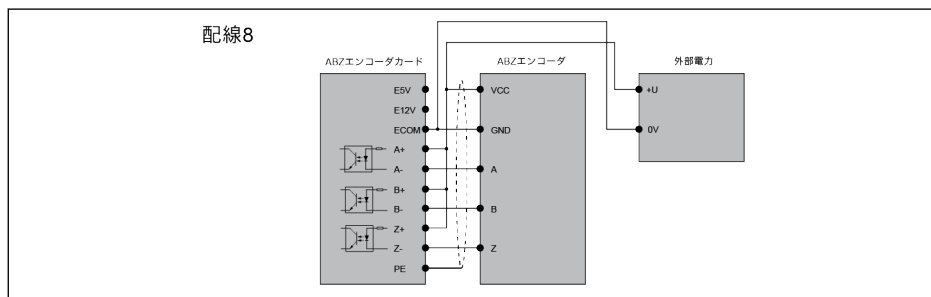 配線8
ABZエンコーダカード
ABZエンコーダ
外部電力
E5V
E12V
ECOM
A+
A-
B+
B-
Z+
Z-
PE
VCC
GND
A
B
Z
+U
0V